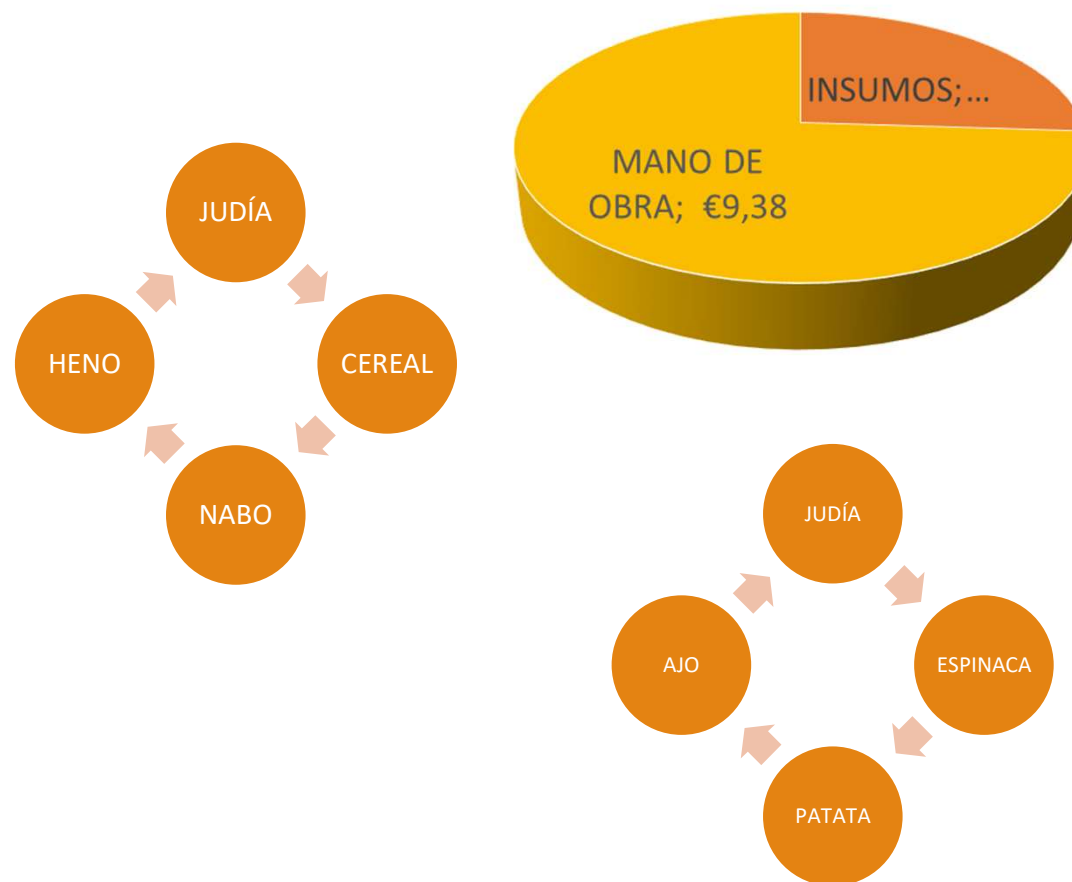 INSUMOS;...
MANO DE
OBRA; €9,38
JUDÍA
HENO
CEREAL
NABO
JUDÍA
AJO
ESPINACA
PATATA